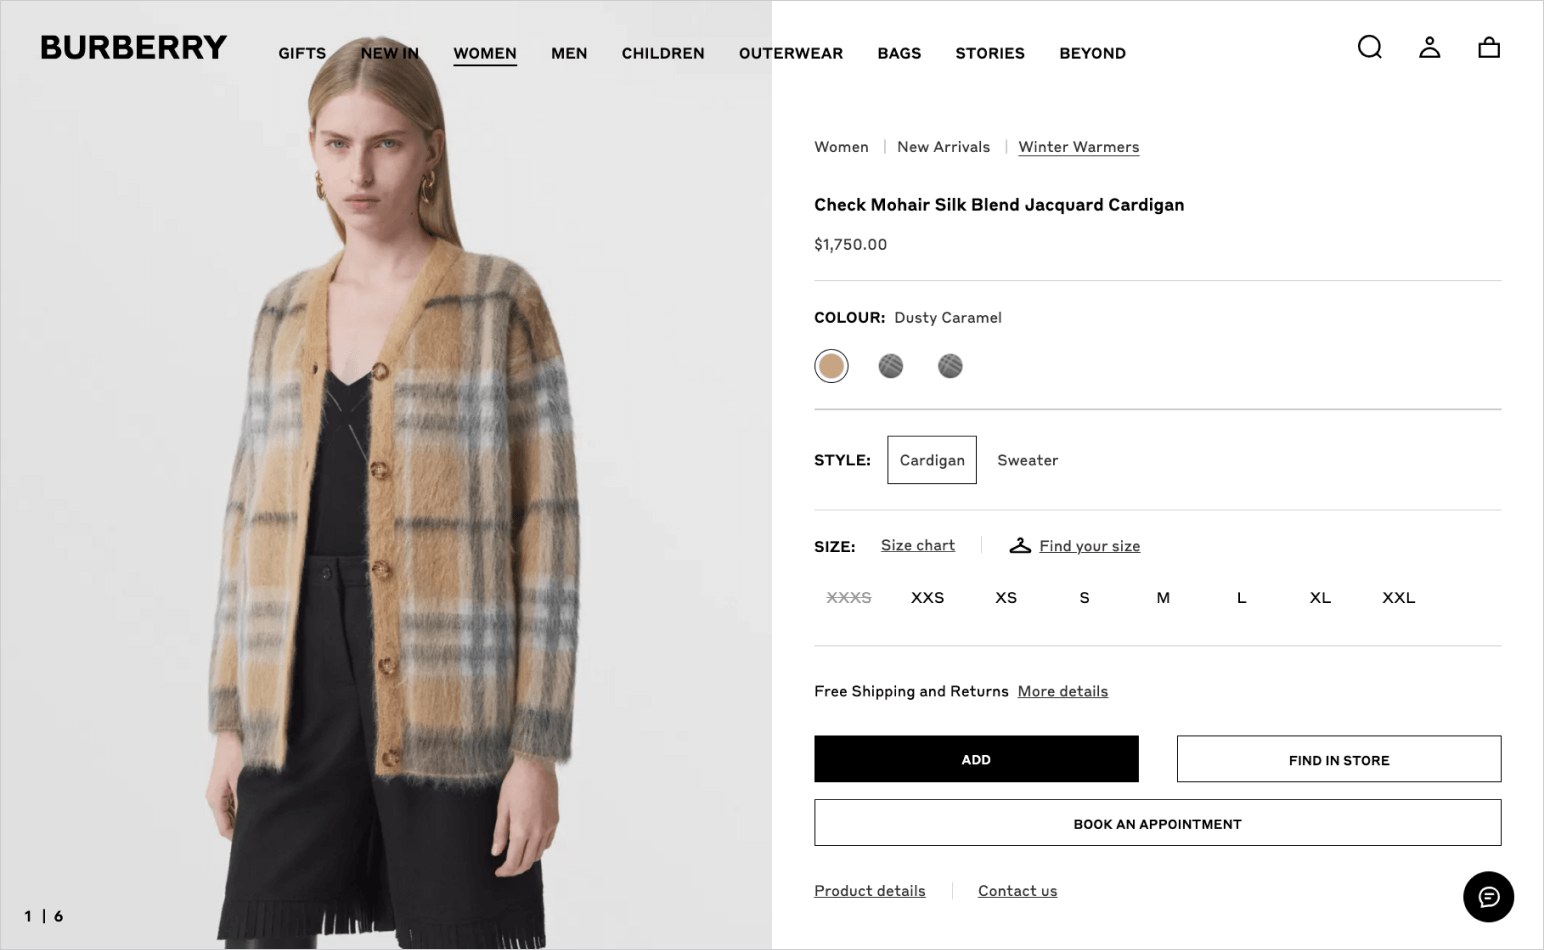 BURBERRY
GIFTS NEW IN WOMEN MEN CHILDREN OUTERWEAR BAGS STORIES BEYOND
Women | New Arrivals | Winter Warmers
Check Mohair Silk Blend Jacquard Cardigan
$1,750.00
COLOUR: Dusty Caramel
STYLE: Cardigan Sweater
SIZE: Size chart | Find your size
XXXS XXS XS S M L XL XXL
Free Shipping and Returns More details
ADD FIND IN STORE
BOOK AN APPOINTMENT
Product details | Contact us
1 | 6